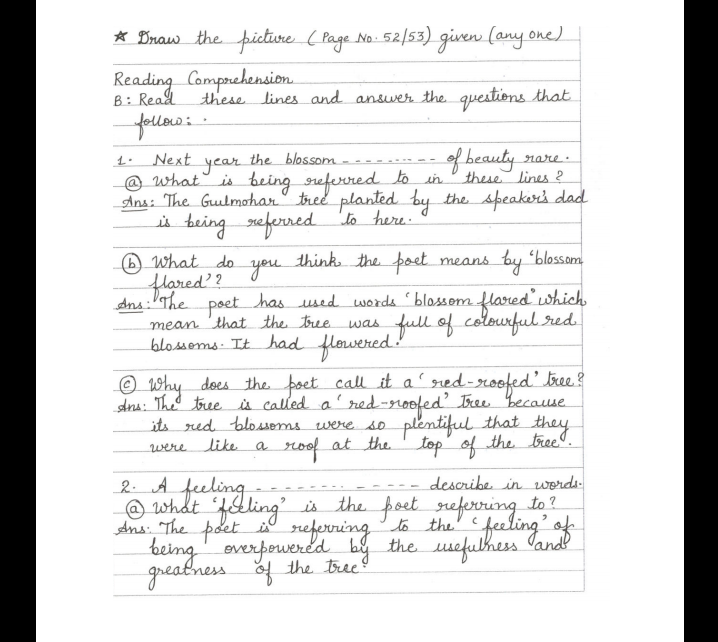 ★ Draw the picture (Page No. 52/53) given (any one)
Reading Comprehension
B: Read these lines and answer the questions that
follow: .
1. Next year the blossom --------- of beauty rare.
ⓐ What is being referred to in these lines?
Ans: The Gulmohar tree planted by the speaker's dad
is being referred to here.
ⓑ What do you think the poet means by 'blossom
flared'?
Ans: "The poet has used words 'blossom flared" which
mean that the tree was full of colourful red
blossoms. It had flowered.
ⓒ Why does the poet call it a 'red-roofed' tree?
Ans: The tree is called a 'red-roofed' tree because
its red blossoms were so plentiful that they
were like a roof at the top of the tree.
2. A feeling -------- ----- describe in words.
ⓐ What 'feeling' is the poet referring to?
Ans. The poet is referring to the 'feeling' of
being overpowered by the usefulness and
greatness of the tree.